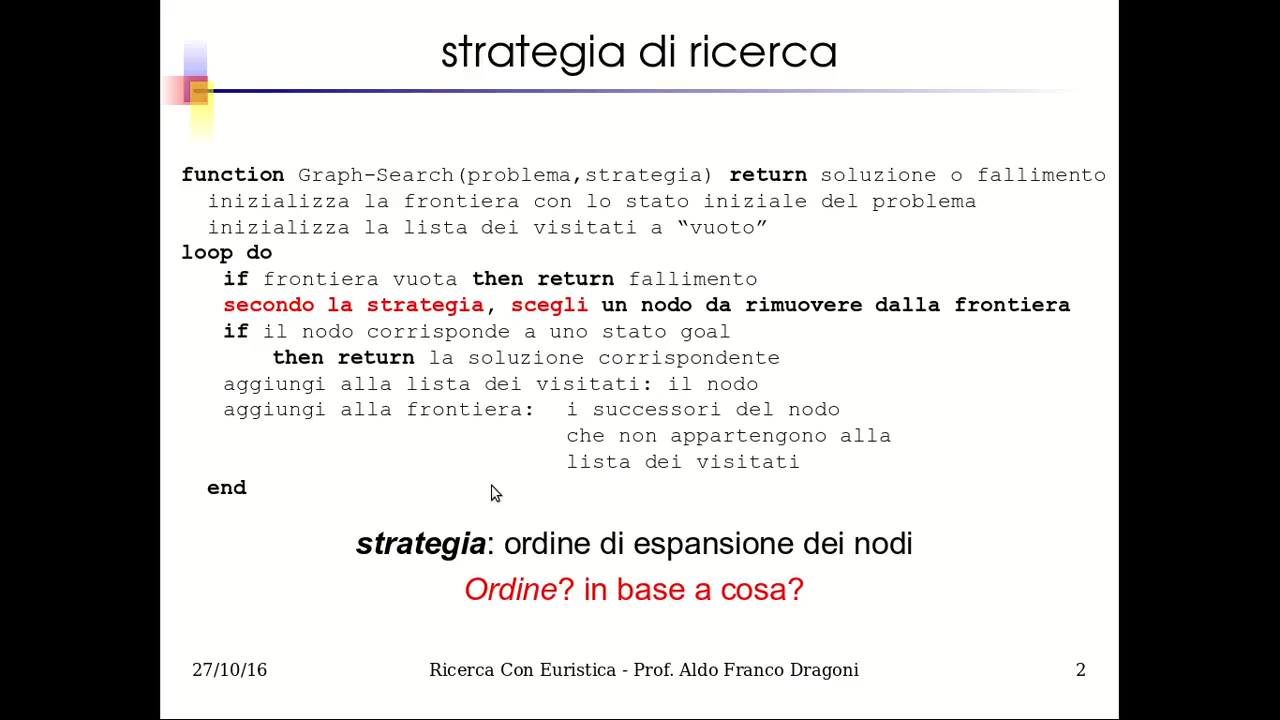 strategia di ricerca
function Graph-Search(problema,strategia) return soluzione o fallimento
inizializza la frontiera con lo stato iniziale del problema
inizializza la lista dei visitati a “vuoto”
loop do
if frontiera vuota then return fallimento
secondo la strategia, scegli un nodo da rimuovere dalla frontiera
if il nodo corrisponde a uno stato goal
then return la soluzione corrispondente
aggiungi alla lista dei visitati: il nodo
aggiungi alla frontiera: i successori del nodo
che non appartengono alla
lista dei visitati
end
strategia: ordine di espansione dei nodi
Ordine? in base a cosa?
27/10/16 Ricerca Con Euristica - Prof. Aldo Franco Dragoni 2